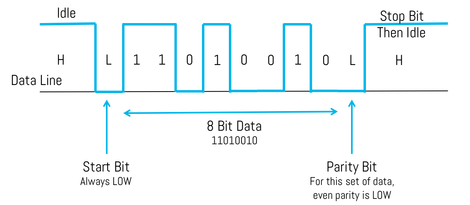 Idle
Stop Bit
Then Idle
H L 1 1 0 1 0 0 1 0 L H
Data Line
8 Bit Data
11010010
Start Bit
Always LOW
Parity Bit
For this set of data,
even parity is LOW